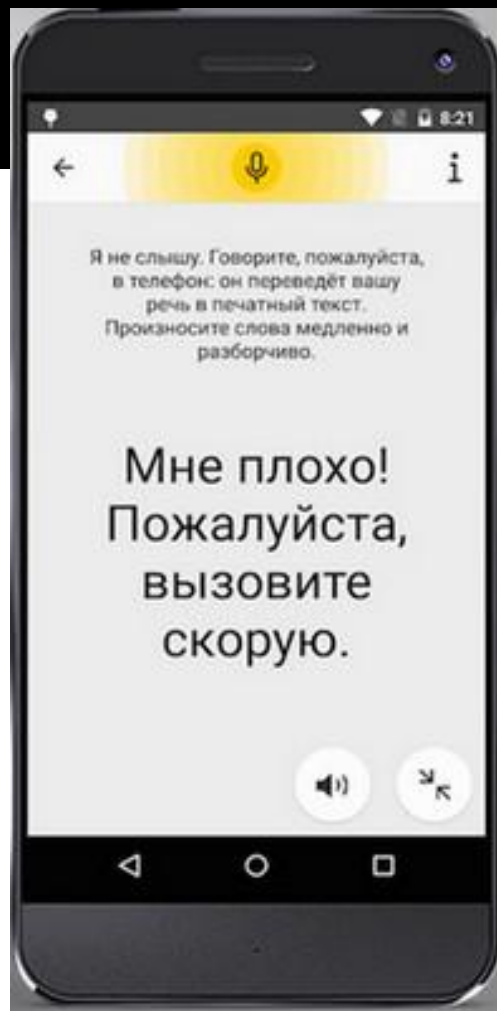 8:21
i
Я не слышу. Говорите, пожалуйста,
в телефон: он переведёт вашу
речь в печатный текст.
Произносите слова медленно и
разборчиво.
Мне плохо!
Пожалуйста,
вызовите
скорую.